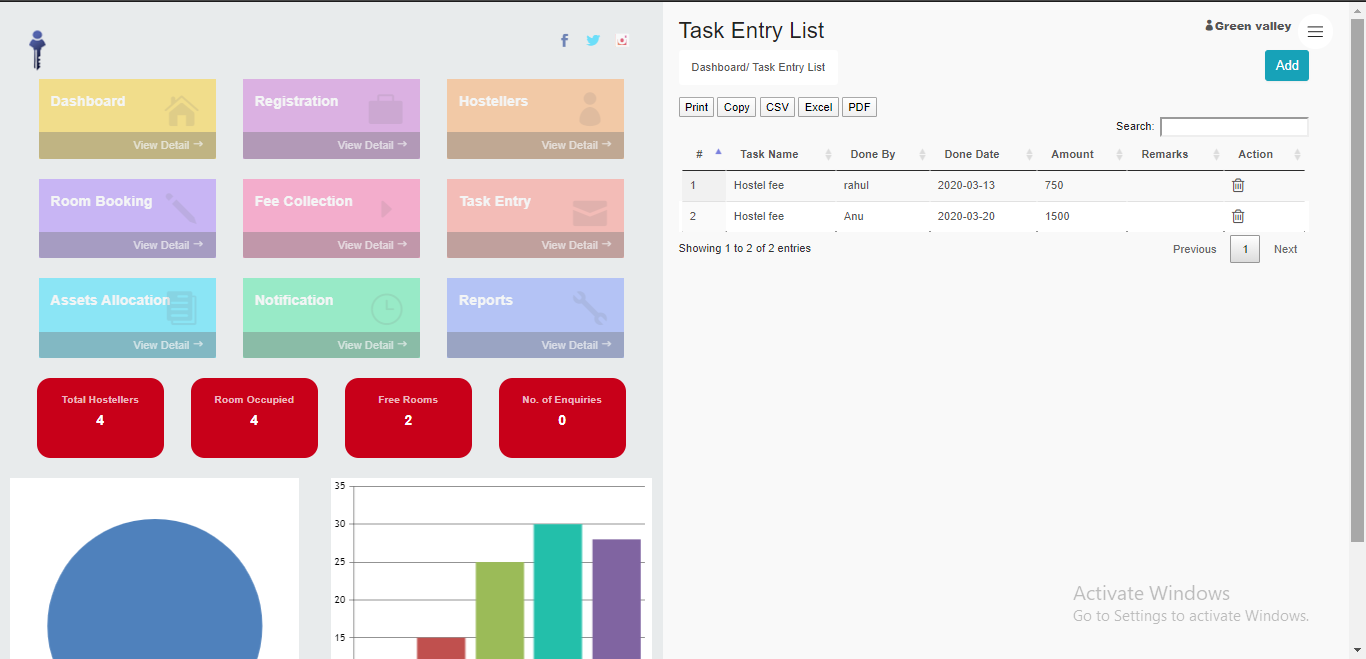 Dashboard
View Detail →
Registration
View Detail →
Hostellers
View Detail →
Room Booking
View Detail →
Fee Collection
View Detail →
Task Entry
View Detail →
Assets Allocation
View Detail →
Notification
View Detail →
Reports
View Detail →
Total Hostellers
4
Room Occupied
4
Free Rooms
2
No. of Enquiries
0
35
30
25
20
15
Task Entry List
Green valley
Dashboard/ Task Entry List
Add
Print Copy CSV Excel PDF
Search:
# Task Name Done By Done Date Amount Remarks Action
1 Hostel fee rahul 2020-03-13 750
2 Hostel fee Anu 2020-03-20 1500
Showing 1 to 2 of 2 entries
Previous 1 Next
Activate Windows
Go to Settings to activate Windows.